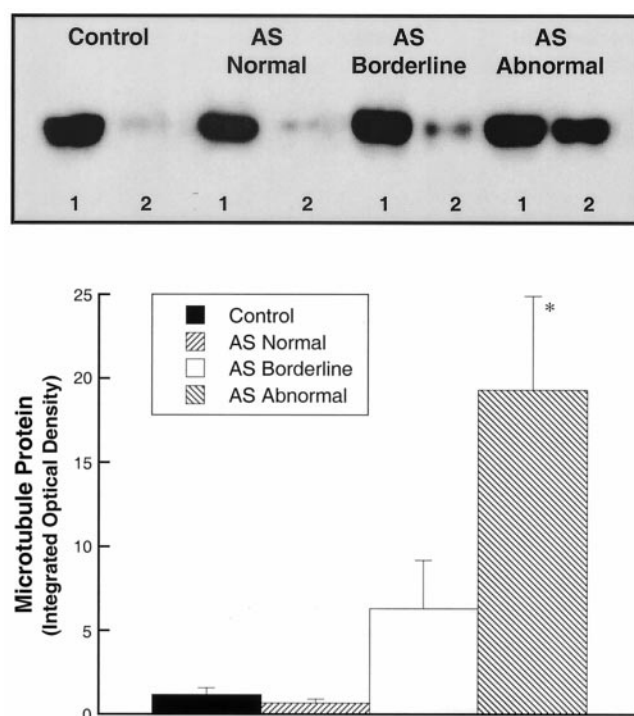 Control AS Normal AS Borderline AS Abnormal
1 2 1 2 1 2 1 2
Microtubule Protein
(Integrated Optical Density)
25
20
15
10
5
0
Control
AS Normal
AS Borderline
AS Abnormal
*